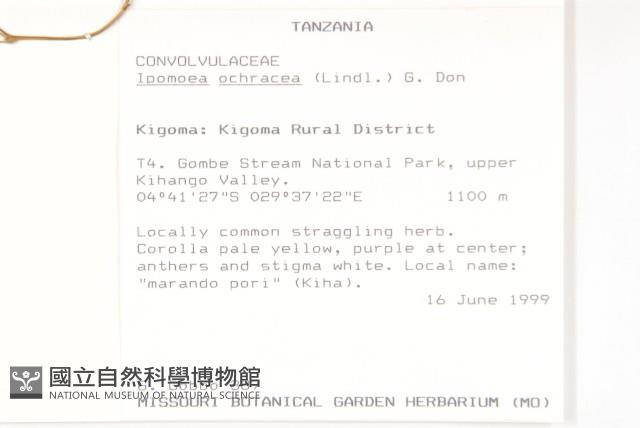 TANZANIA
CONVOLVULACEAE
Ipomoea ochracea (Lindl.) G. Don
Kigoma: Kigoma Rural District
T4. Gombe Stream National Park, upper
Kihango Valley.
04°41'27"S 029°37'22"E 1100 m
Locally common straggling herb.
Corolla pale yellow, purple at center;
anthers and stigma white. Local name:
"marando pori" (Kiha).
16 June 1999
國立自然科學博物館
NATIONAL MUSEUM OF NATURAL SCIENCE
MISSOURI BOTANICAL GARDEN HERBARIUM (MO)